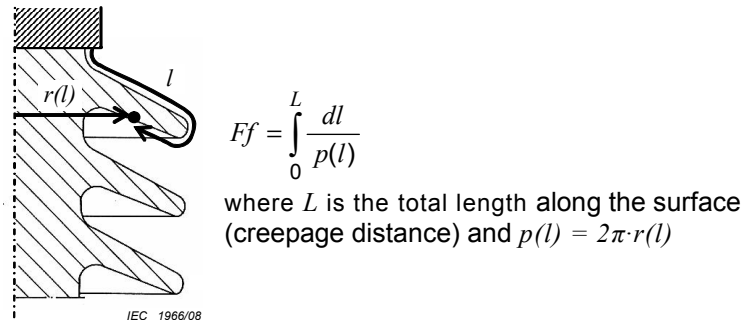 l
r(l)
Ff = ∫₀ᴸ dl / p(l)
where L is the total length along the surface
(creepage distance) and p(l) = 2π·r(l)
IEC 1966/08